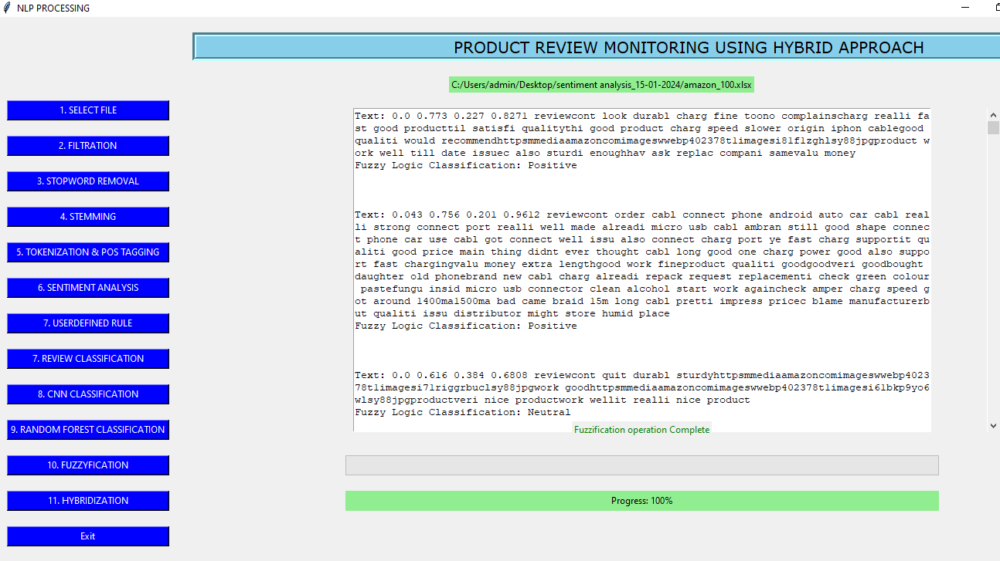 NLP PROCESSING
PRODUCT REVIEW MONITORING USING HYBRID APPROACH
C:/Users/admin/Desktop/sentiment analysis_15-01-2024/amazon_100.xlsx
1. SELECT FILE
2. FILTRATION
3. STOPWORD REMOVAL
4. STEMMING
5. TOKENIZATION & POS TAGGING
6. SENTIMENT ANALYSIS
7. USERDEFINED RULE
7. REVIEW CLASSIFICATION
8. CNN CLASSIFICATION
9. RANDOM FOREST CLASSIFICATION
10. FUZZYFICATION
11. HYBRIDIZATION
Exit
Text: 0.0 0.773 0.227 0.8271 reviewcont look durabl charg fine toono complainscharg realli fa
st good producttil satisfi qualitythi good product charg speed slower origin iphon cablegood
qualiti would recommendhttpsmmediaamazoncomimageswwebp402378t1imagesi81f1zghlsy88jpgproduct w
ork well till date issuec also sturdi enoughhav ask replac compani samevalu money
Fuzzy Logic Classification: Positive
Text: 0.043 0.756 0.201 0.9612 reviewcont order cabl connect phone android auto car cabl real
li strong connect port realli well made alreadi micro usb cabl ambran still good shape connec
t phone car use cabl got connect well issu also connect charg port ye fast charg supportit qu
aliti good price main thing didnt ever thought cabl long good one charg power good also suppo
rt fast chargingvalu money extra lengthgood work fineproduct qualiti goodgoodveri goodbought
daughter old phonebrand new cabl charg alreadi repack request replacementi check green colour
pastefungu insid micro usb connector clean alcohol start work againcheck amper charg speed g
ot around 1400ma1500ma bad came braid 15m long cabl pretti impress pricec blame manufacturerb
ut qualiti issu distributor might store humid place
Fuzzy Logic Classification: Positive
Text: 0.0 0.616 0.384 0.6808 reviewcont quit durabl sturdyhttpsmmediaamazoncomimageswwebp4023
78t1imagesi71riggrbuclsy88jpgwork goodhttpsmmediaamazoncomimageswwebp402378t1imagesi61bkp9yo6
wlsy88jpgproductveri nice productwork wellit realli nice product
Fuzzy Logic Classification: Neutral
Fuzzification operation Complete
Progress: 100%